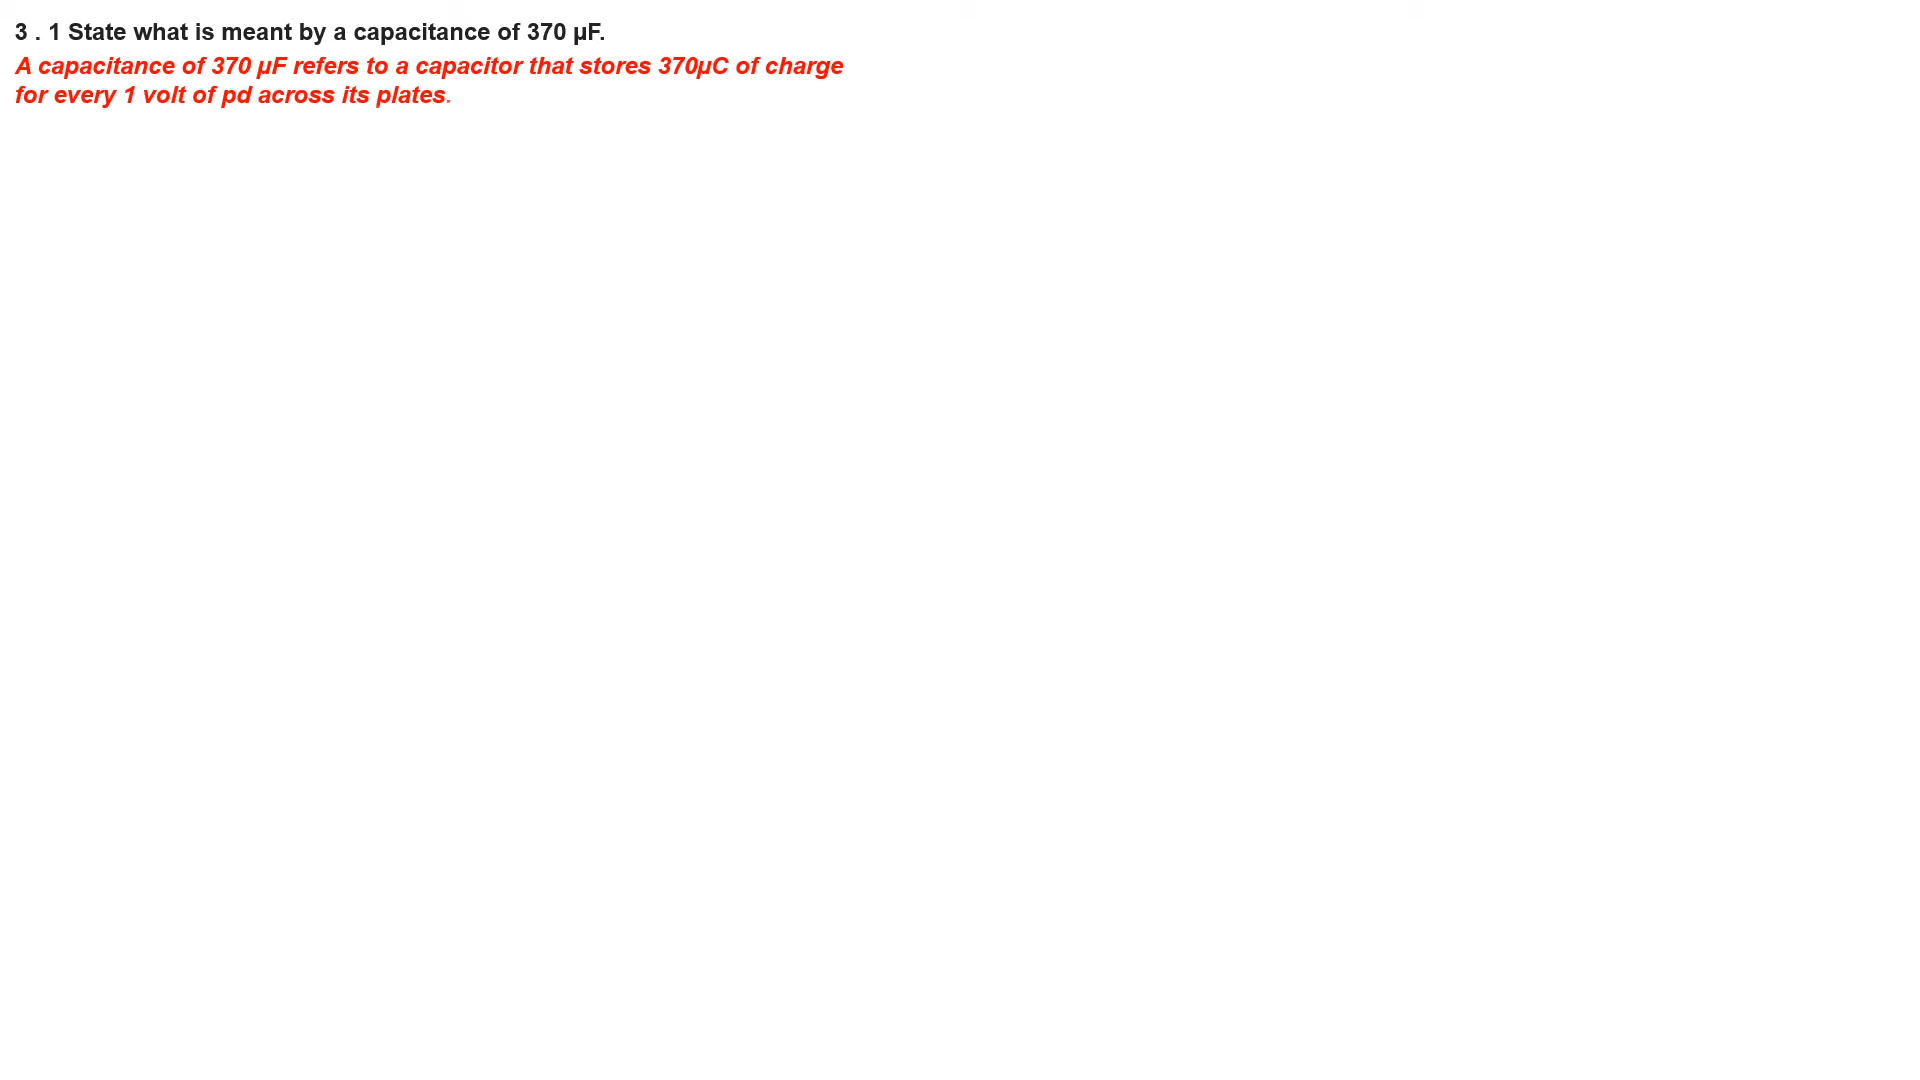 3 . 1 State what is meant by a capacitance of 370 μF.
A capacitance of 370 μF refers to a capacitor that stores 370μC of charge
for every 1 volt of pd across its plates.